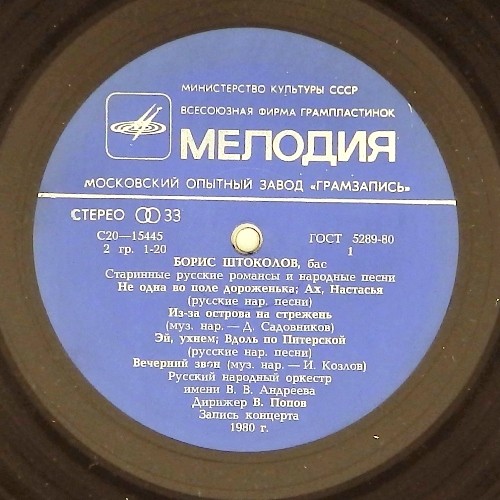 МИНИСТЕРСТВО КУЛЬТУРЫ СССР
ВСЕСОЮЗНАЯ ФИРМА ГРАМПЛАСТИНОК
МЕЛОДИЯ
МОСКОВСКИЙ ОПЫТНЫЙ ЗАВОД «ГРАМЗАПИСЬ»
СТЕРЕО 33
С20—15445 ГОСТ 5289-80
2 гр. 1-20 1
БОРИС ШТОКОЛОВ, бас
Старинные русские романсы и народные песни
Не одна во поле дороженька; Ах, Настасья
(русские нар. песни)
Из-за острова на стрежень
(муз. нар. — Д. Садовников)
Эй, ухнем; Вдоль по Питерской
(русские нар. песни)
Вечерний звон (муз. нар. — И. Козлов)
Русский народный оркестр
имени В. В. Андреева
Дирижер В. Попов
Запись концерта
1980 г.